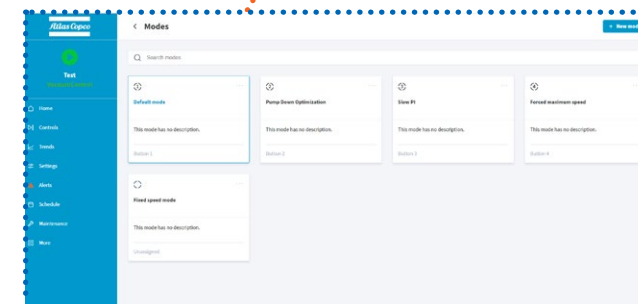 Atlas Copco
Test
Home
Controls
Trends
Settings
Alerts
Schedule
Maintenance
More
Modes
+ New mod
Search modes
Default mode
This mode has no description.
Button 1
Pump Down Optimization
This mode has no description.
Button 2
Slow PI
This mode has no description.
Button 3
Forced maximum speed
This mode has no description.
Button 4
Fixed speed mode
This mode has no description.
Unassigned